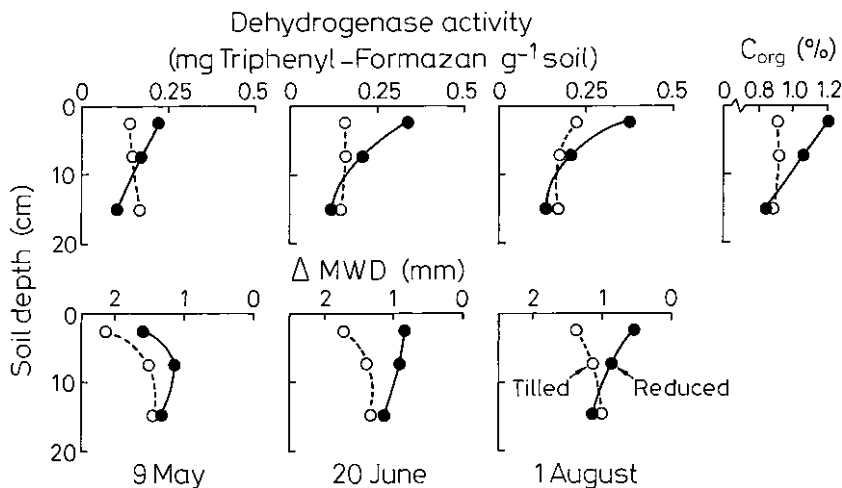 Dehydrogenase activity
(mg Triphenyl-Formazan g⁻¹ soil)
C_org (%)
0 0.25 0.5 0 0.25 0.5 0 0.25 0.5 0 0.8 1.0 1.2
0
10
20
Soil depth (cm)
Δ MWD (mm)
2 1 0 2 1 0 2 1 0
0
10
20
Tilled Reduced
9 May 20 June 1 August